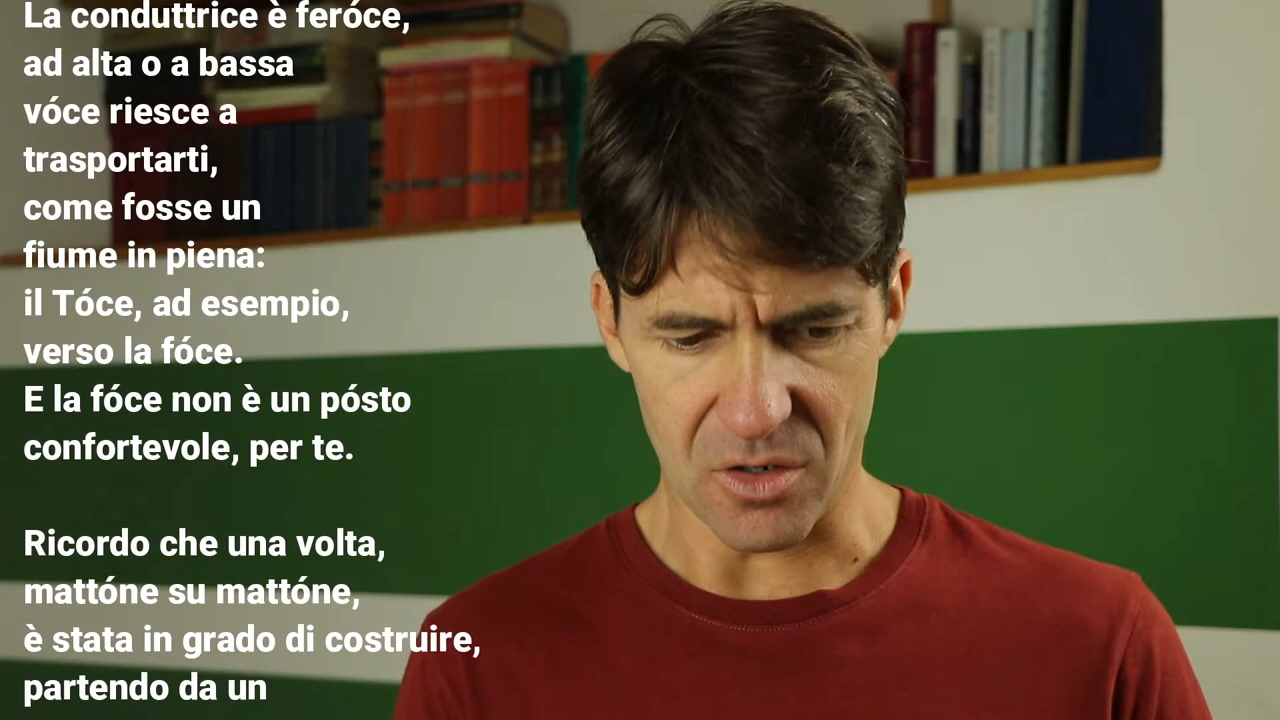 La conduttrice è feróce,
ad alta o a bassa
vóce riesce a
trasportarti,
come fosse un
fiume in piena:
il Tóce, ad esempio,
verso la fóce.
E la fóce non è un pósto
confortevole, per te.
Ricordo che una volta,
mattóne su mattóne,
è stata in grado di costruire,
partendo da un